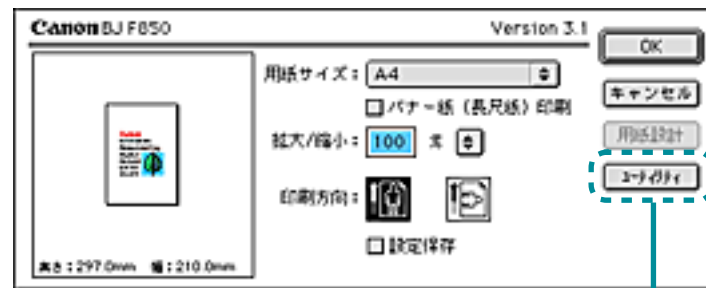 Canon BJ F850
Version 3.1
OK
用紙サイズ： A4
キャンセル
□バナー紙（長尺紙）印刷
拡大/縮小： 100 %
用紙設計
ユーティリティ
印刷方向：
□設定保存
高さ：297.0mm 幅：210.0mm